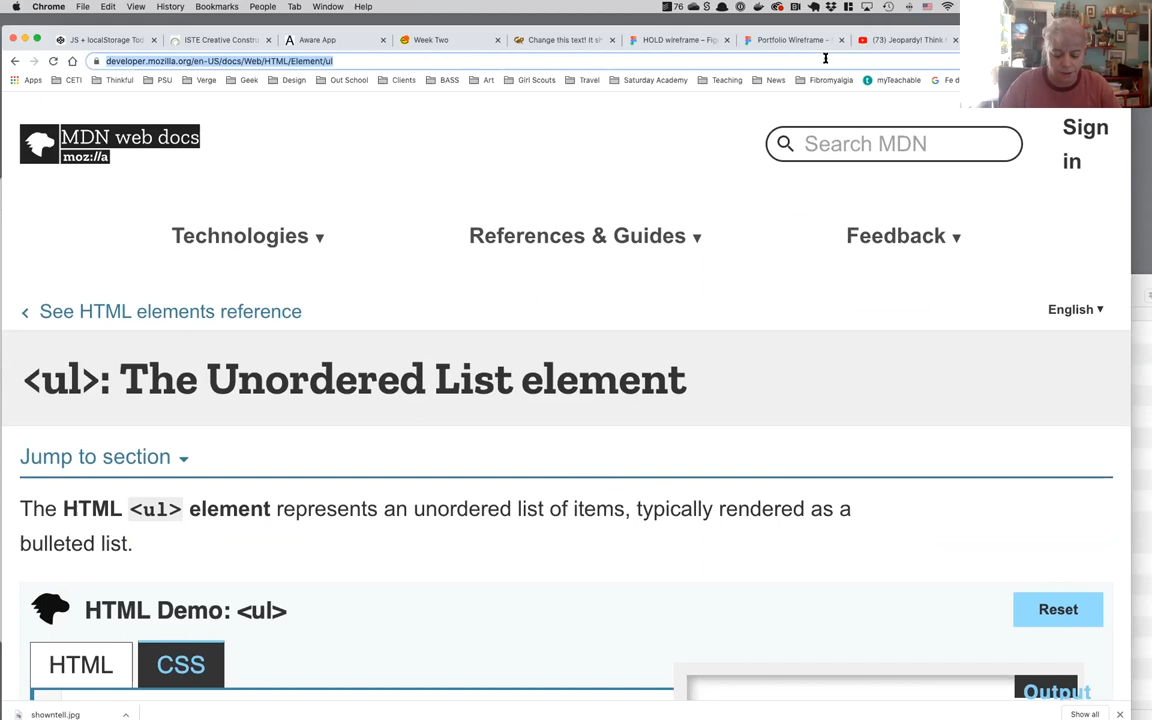 Chrome File Edit View History Bookmarks People Tab Window Help 76
JS + localStorage Tod ISTE Creative Constru Aware App Week Two Change this text! It sh HOLD wireframe – Fig Portfolio Wireframe – (73) Jeopardy! Think
developer.mozilla.org/en-US/docs/Web/HTML/Element/ul
Apps CETI Thinkful PSU Verge Geek Design Out School Clients BASS Art Girl Scouts Travel Saturday Academy Teaching News Fibromyalgia myTeachable Fe d
MDN web docs
moz://a
Search MDN
Sign
in
Technologies ▾ References & Guides ▾ Feedback ▾
‹ See HTML elements reference
English ▾
<ul>: The Unordered List element
Jump to section
The HTML <ul> element represents an unordered list of items, typically rendered as a
bulleted list.
HTML Demo: <ul>
Reset
HTML CSS
Output
showntell.jpg
Show all